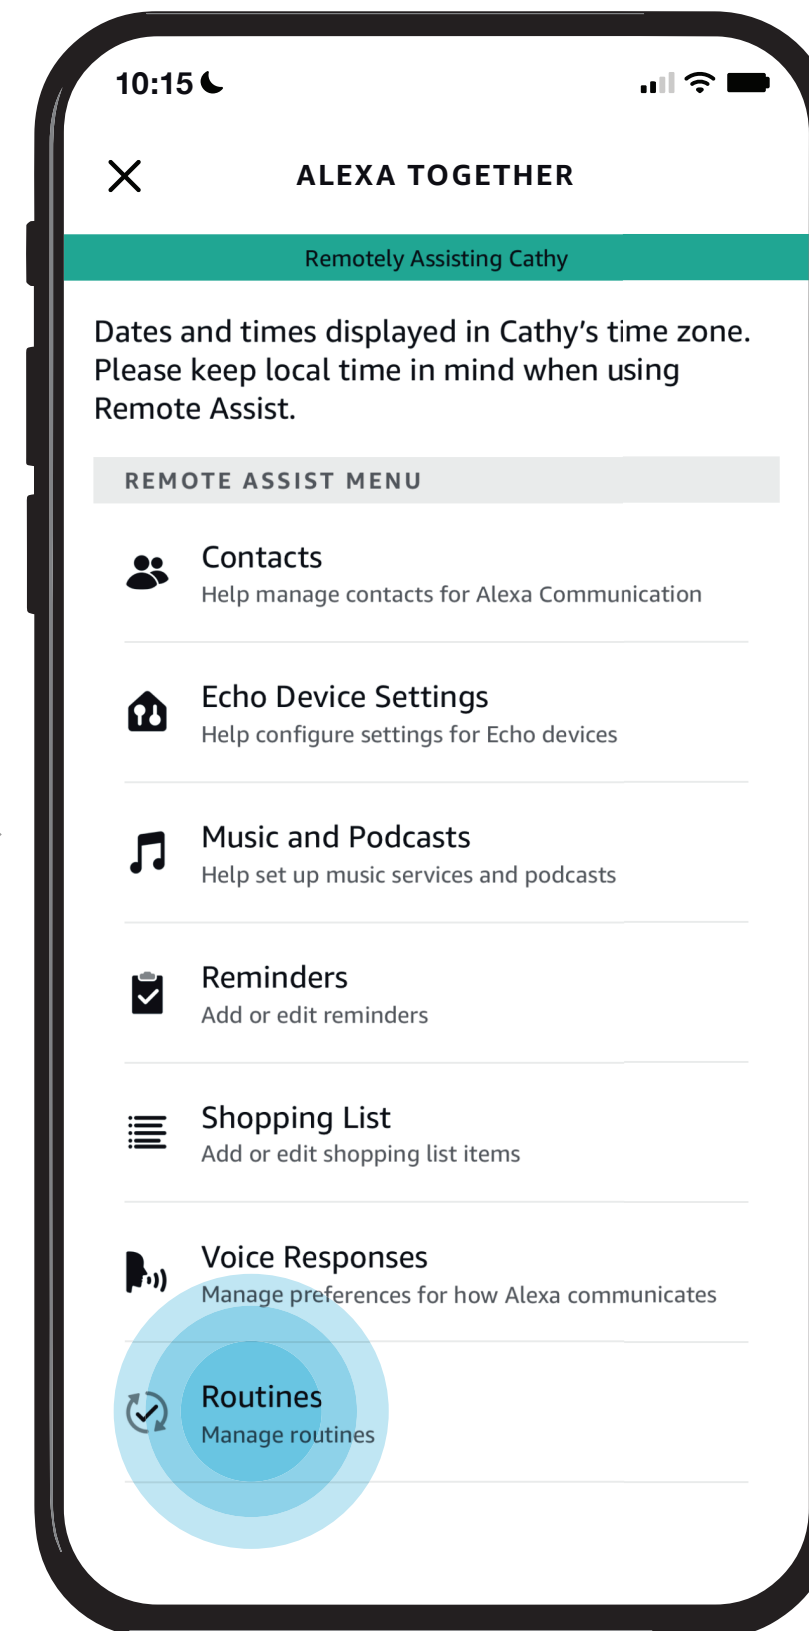 10:15
ALEXA TOGETHER
Remotely Assisting Cathy
Dates and times displayed in Cathy's time zone.
Please keep local time in mind when using
Remote Assist.
REMOTE ASSIST MENU
Contacts
Help manage contacts for Alexa Communication
Echo Device Settings
Help configure settings for Echo devices
Music and Podcasts
Help set up music services and podcasts
Reminders
Add or edit reminders
Shopping List
Add or edit shopping list items
Voice Responses
Manage preferences for how Alexa communicates
Routines
Manage routines